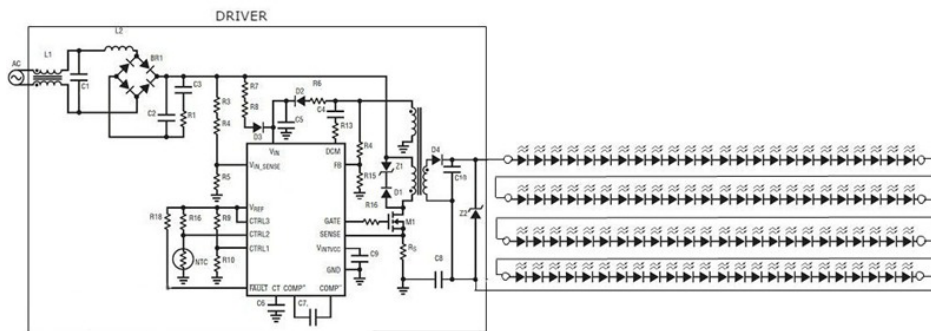 DRIVER
L2
L1
AC
BR1
C1
C3
C2
R1
R3
R4
R7
R8
D3
D2
R6
C5
C4
R13
R4
R15
Z1
D1
D4
C10
Z2
VIN
DCM
VIN_SENSE
FB
R5
VREF
CTRL3
CTRL2
CTRL1
GATE
SENSE
VINTVCC
GND
R18
R16
R9
R10
NTC
R16
M1
RS
C9
C8
FAULT CT COMP+ COMP-
C6
C7